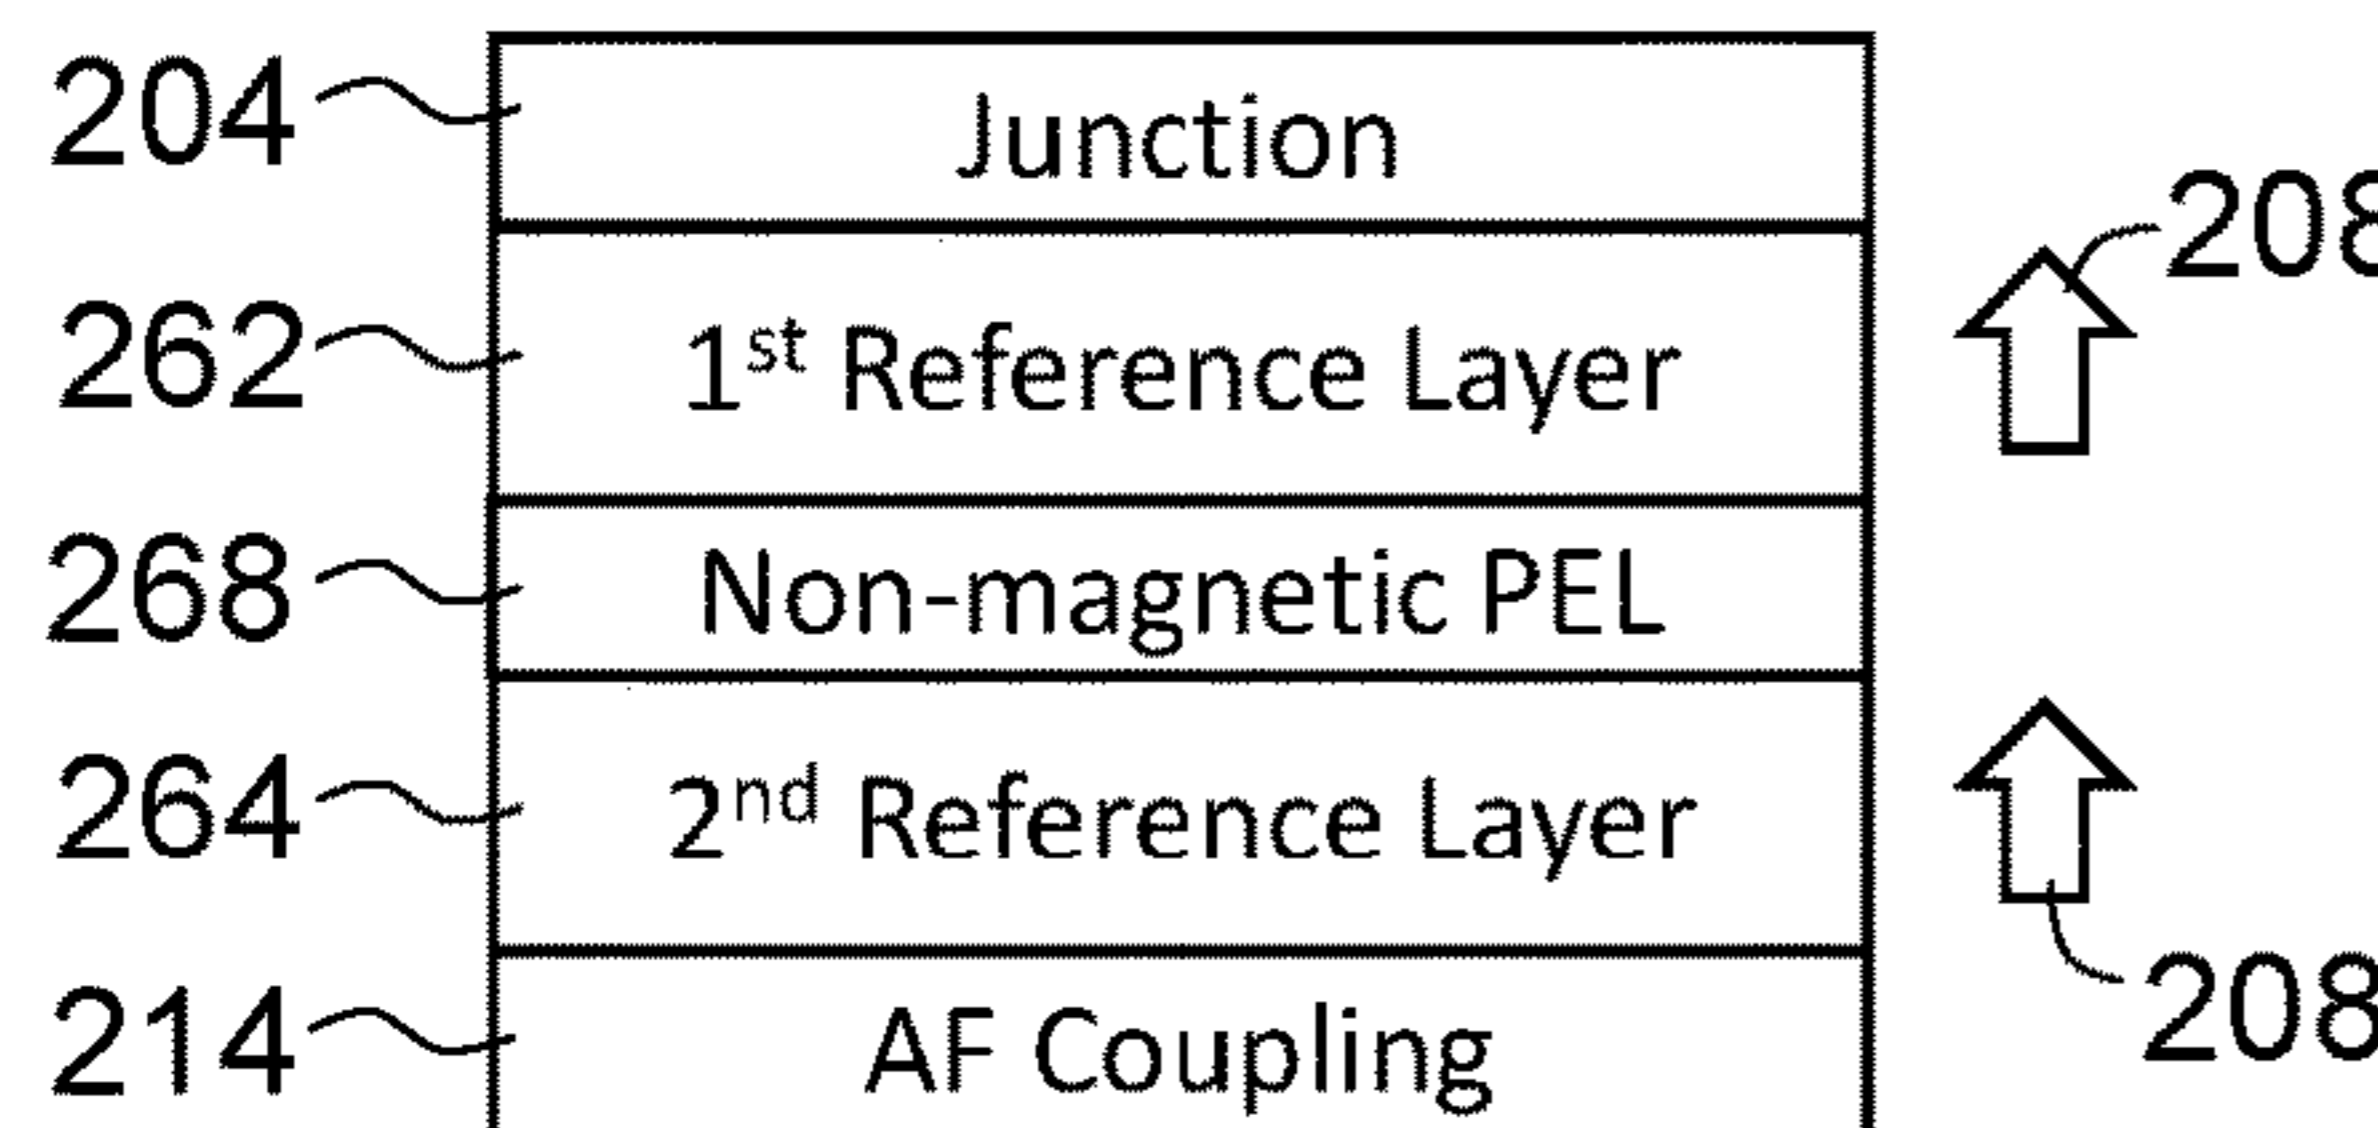 204 Junction
208
262 1st Reference Layer
268 Non-magnetic PEL
264 2nd Reference Layer
208
214 AF Coupling